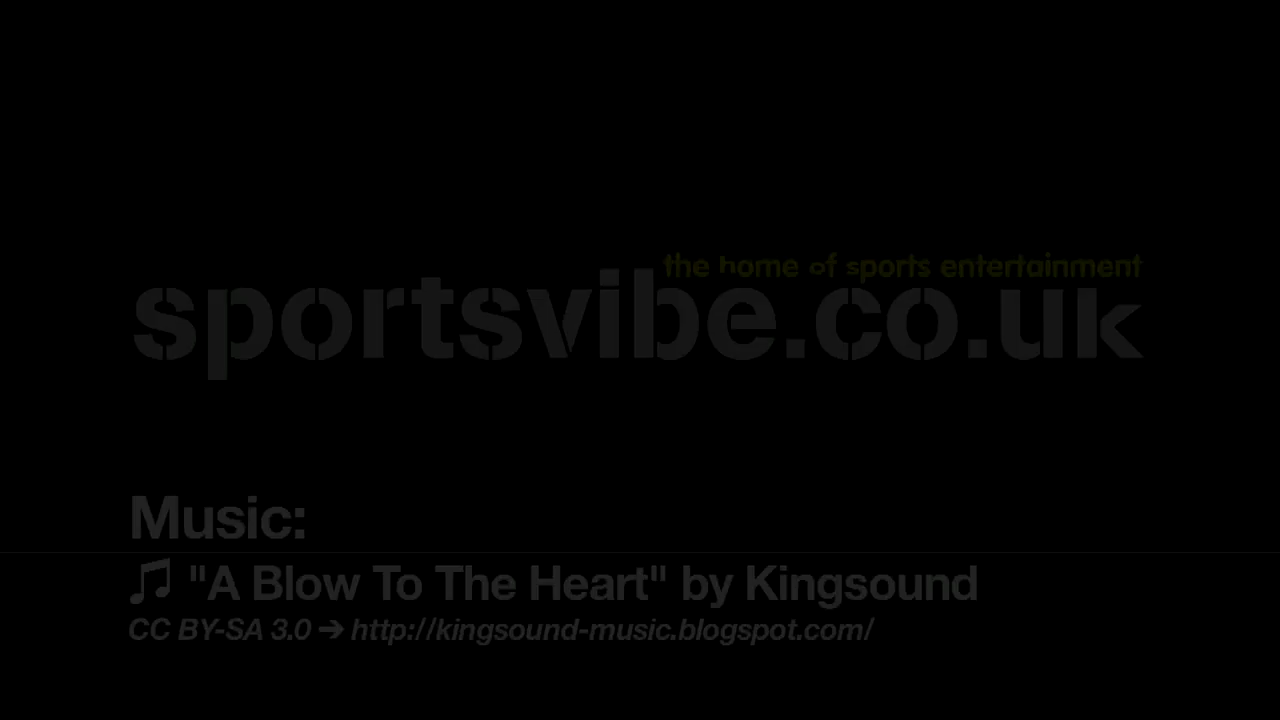 the home of sports entertainment
sportsvibe.co.uk
Music:
♫ "A Blow To The Heart" by Kingsound
CC BY-SA 3.0 ➔ http://kingsound-music.blogspot.com/